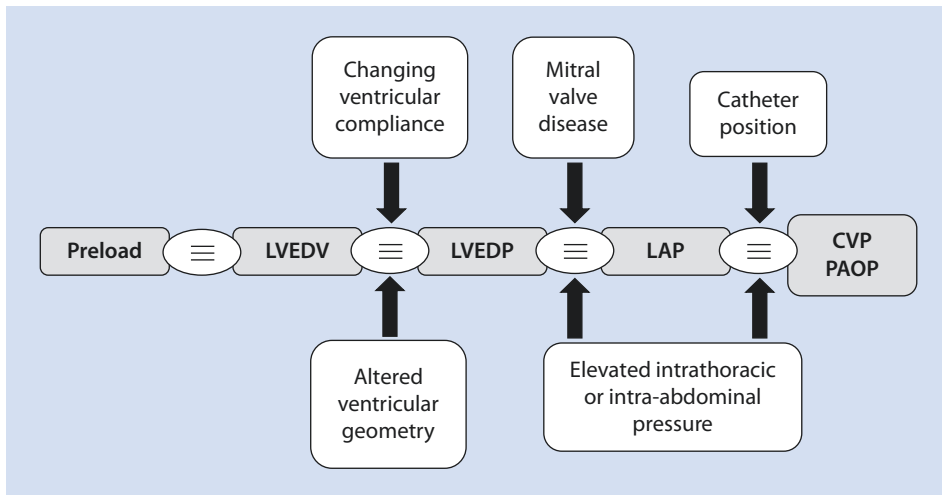 Changing
ventricular
compliance
Mitral
valve
disease
Catheter
position
Preload ≡ LVEDV ≡ LVEDP ≡ LAP ≡ CVP
PAOP
Altered
ventricular
geometry
Elevated intrathoracic
or intra-abdominal
pressure